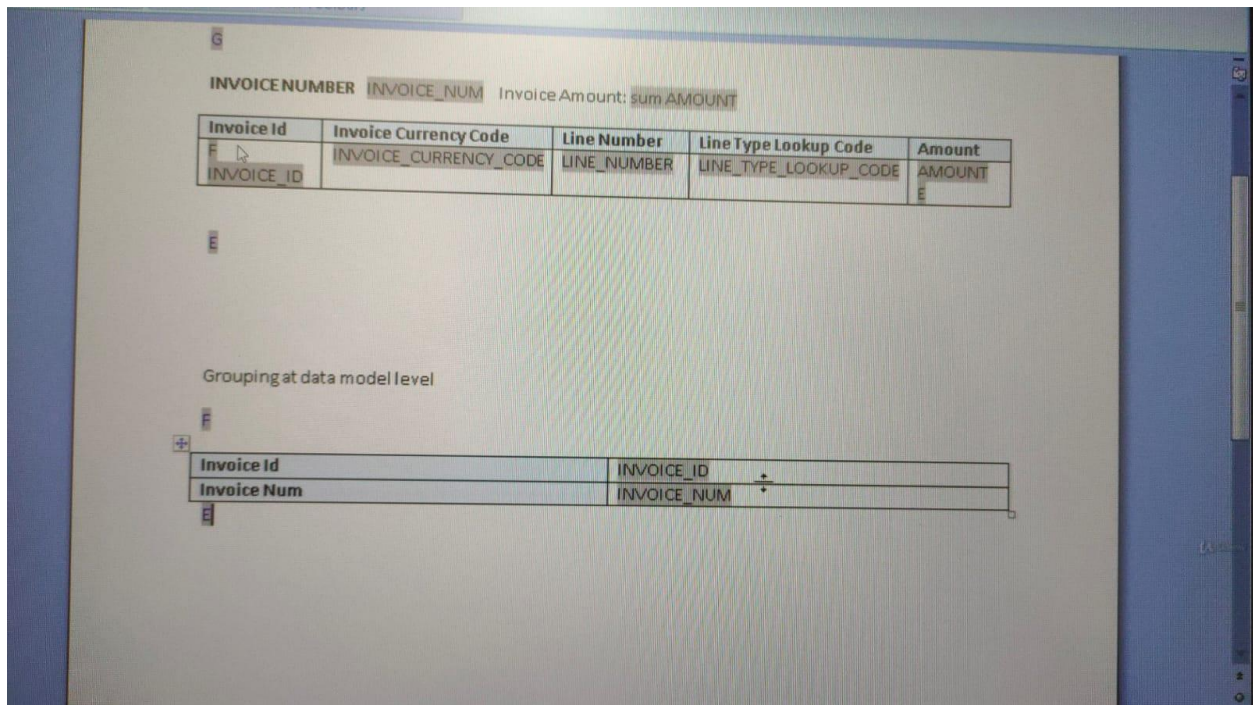 G
INVOICE NUMBER INVOICE_NUM Invoice Amount: sum AMOUNT
Invoice Id Invoice Currency Code Line Number Line Type Lookup Code Amount
F INVOICE_CURRENCY_CODE LINE_NUMBER LINE_TYPE_LOOKUP_CODE AMOUNT
INVOICE_ID E
E
Grouping at data model level
F
Invoice Id INVOICE_ID
Invoice Num INVOICE_NUM
E